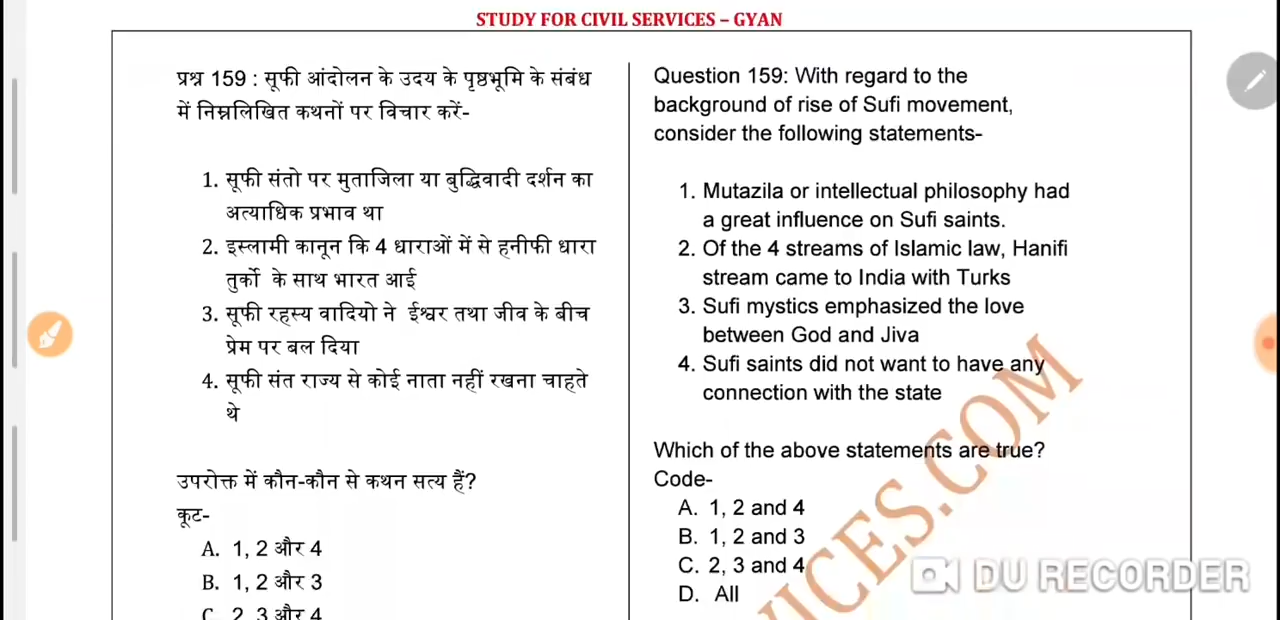 STUDY FOR CIVIL SERVICES – GYAN
प्रश्न 159 : सूफी आंदोलन के उदय के पृष्ठभूमि के संबंध
में निम्नलिखित कथनों पर विचार करें-
1. सूफी संतो पर मुताजिला या बुद्धिवादी दर्शन का
अत्याधिक प्रभाव था
2. इस्लामी कानून कि 4 धाराओं में से हनीफी धारा
तुर्को के साथ भारत आई
3. सूफी रहस्य वादियो ने ईश्वर तथा जीव के बीच
प्रेम पर बल दिया
4. सूफी संत राज्य से कोई नाता नहीं रखना चाहते
थे
उपरोक्त में कौन-कौन से कथन सत्य हैं?
कूट-
A. 1, 2 और 4
B. 1, 2 और 3
C. 2, 3 और 4
Question 159: With regard to the
background of rise of Sufi movement,
consider the following statements-
1. Mutazila or intellectual philosophy had
a great influence on Sufi saints.
2. Of the 4 streams of Islamic law, Hanifi
stream came to India with Turks
3. Sufi mystics emphasized the love
between God and Jiva
4. Sufi saints did not want to have any
connection with the state
Which of the above statements are true?
Code-
A. 1, 2 and 4
B. 1, 2 and 3
C. 2, 3 and 4
D. All
VICES.COM
DU RECORDER